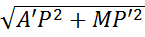 √(A′P² + MP′²)